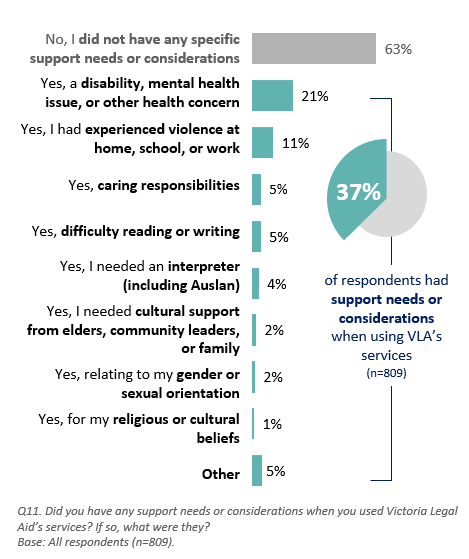 No, I did not have any specific
support needs or considerations
63%
Yes, a disability, mental health
issue, or other health concern
21%
Yes, I had experienced violence at
home, school, or work
11%
Yes, caring responsibilities
5%
Yes, difficulty reading or writing
5%
Yes, I needed an interpreter
(including Auslan)
4%
Yes, I needed cultural support
from elders, community leaders,
or family
2%
Yes, relating to my gender or
sexual orientation
2%
Yes, for my religious or cultural
beliefs
1%
Other
5%
37%
of respondents had
support needs or
considerations
when using VLA's
services
(n=809)
Q11. Did you have any support needs or considerations when you used Victoria Legal
Aid's services? If so, what were they?
Base: All respondents (n=809).